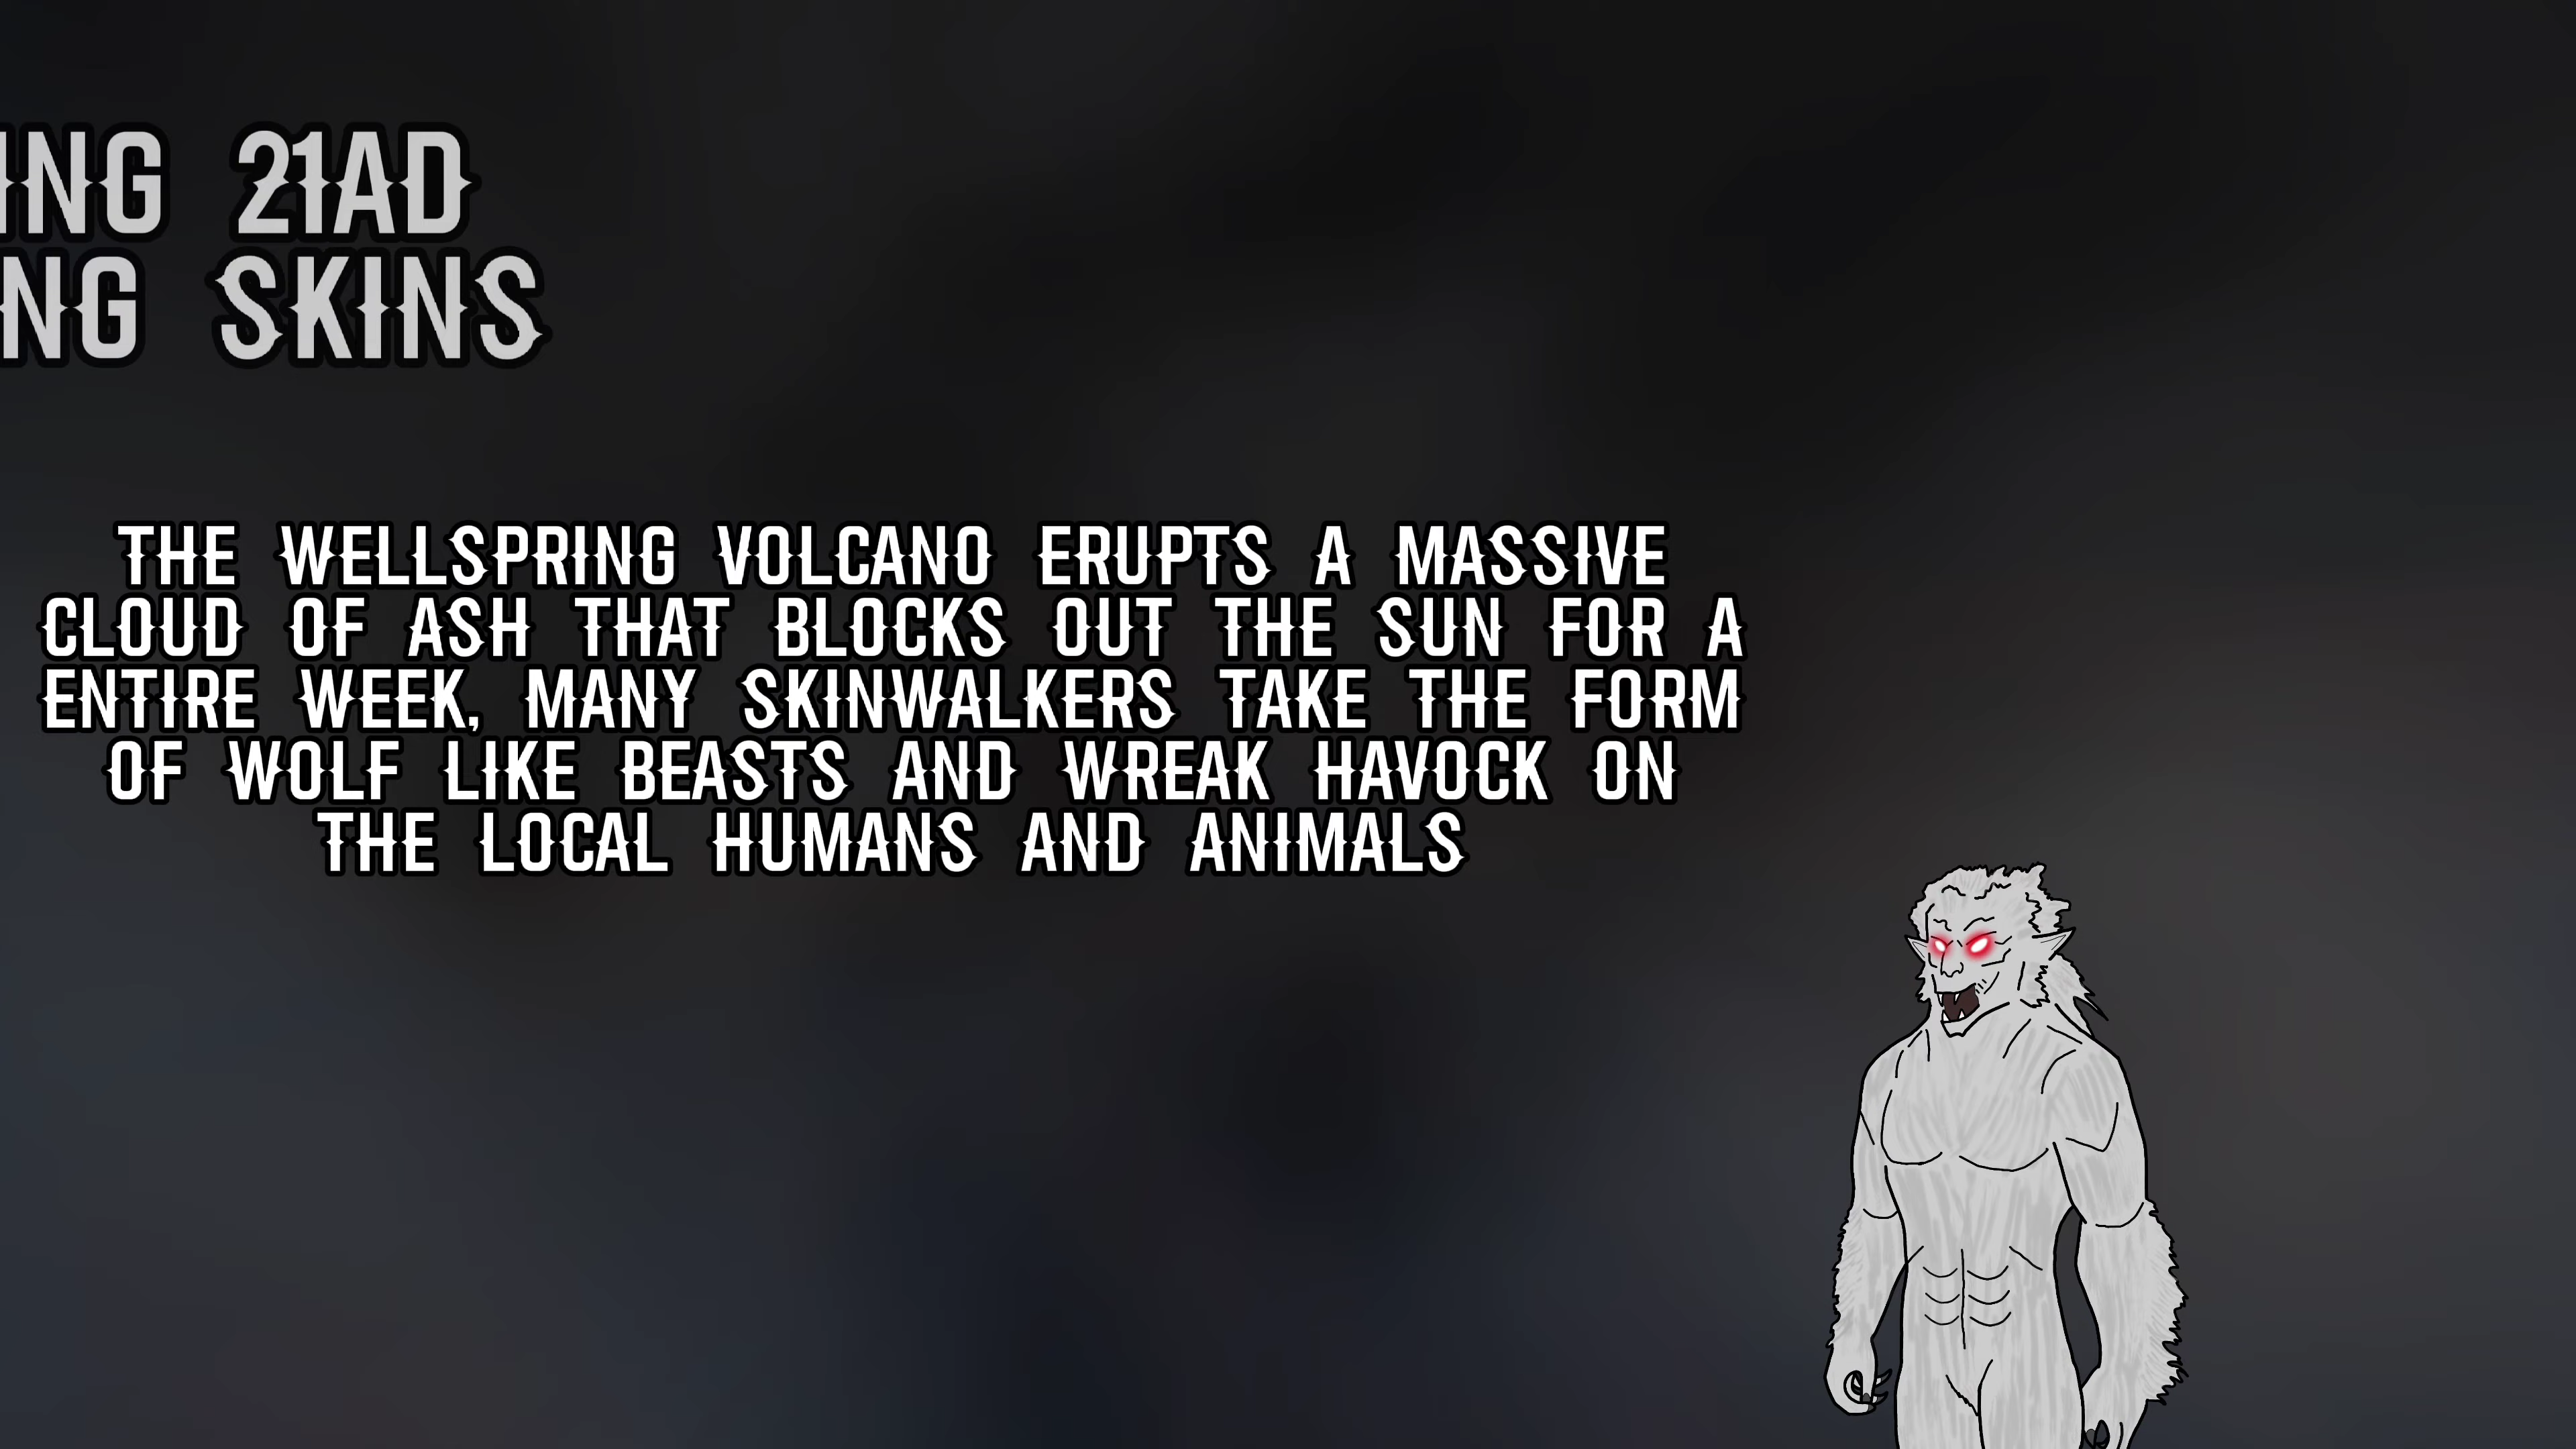 ING 21AD
NG SKINS
THE WELLSPRING VOLCANO ERUPTS A MASSIVE
CLOUD OF ASH THAT BLOCKS OUT THE SUN FOR A
ENTIRE WEEK, MANY SKINWALKERS TAKE THE FORM
OF WOLF LIKE BEASTS AND WREAK HAVOCK ON
THE LOCAL HUMANS AND ANIMALS